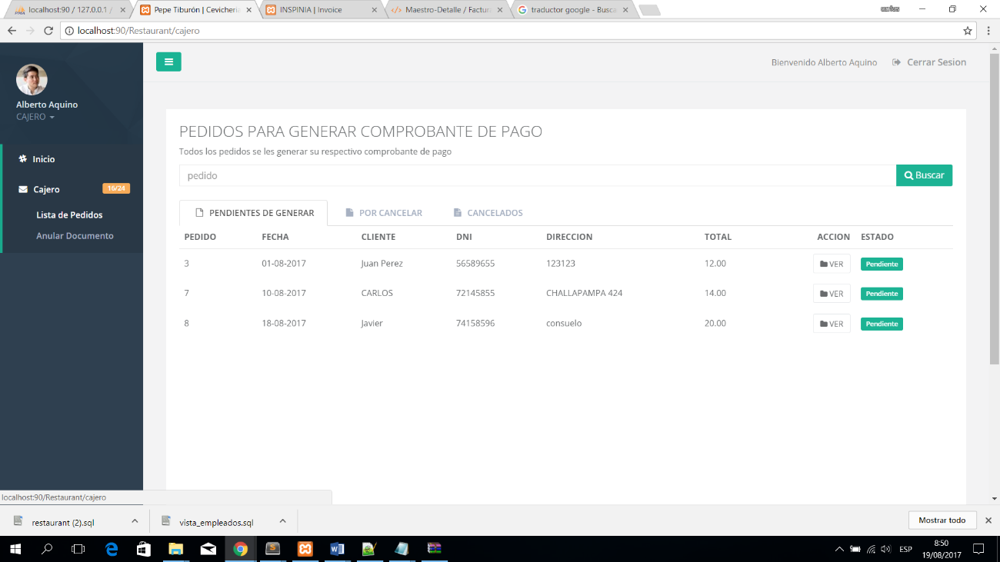 localhost:90 / 127.0.0.1 /
Pepe Tiburón | Cevicheria
INSPINIA | Invoice
Maestro-Detalle / Factur
traductor google - Busca
carlos
localhost:90/Restaurant/cajero
Bienvenido Alberto Aquino
Cerrar Sesion
Alberto Aquino
CAJERO
Inicio
Cajero
16/24
Lista de Pedidos
Anular Documento
PEDIDOS PARA GENERAR COMPROBANTE DE PAGO
Todos los pedidos se les generar su respectivo comprobante de pago
pedido
Buscar
PENDIENTES DE GENERAR POR CANCELAR CANCELADOS
PEDIDO FECHA CLIENTE DNI DIRECCION TOTAL ACCION ESTADO
3 01-08-2017 Juan Perez 56589655 123123 12.00 VER Pendiente
7 10-08-2017 CARLOS 72145855 CHALLAPAMPA 424 14.00 VER Pendiente
8 18-08-2017 Javier 74158596 consuelo 20.00 VER Pendiente
localhost:90/Restaurant/cajero
restaurant (2).sql
vista_empleados.sql
Mostrar todo
ESP
8:50
19/08/2017